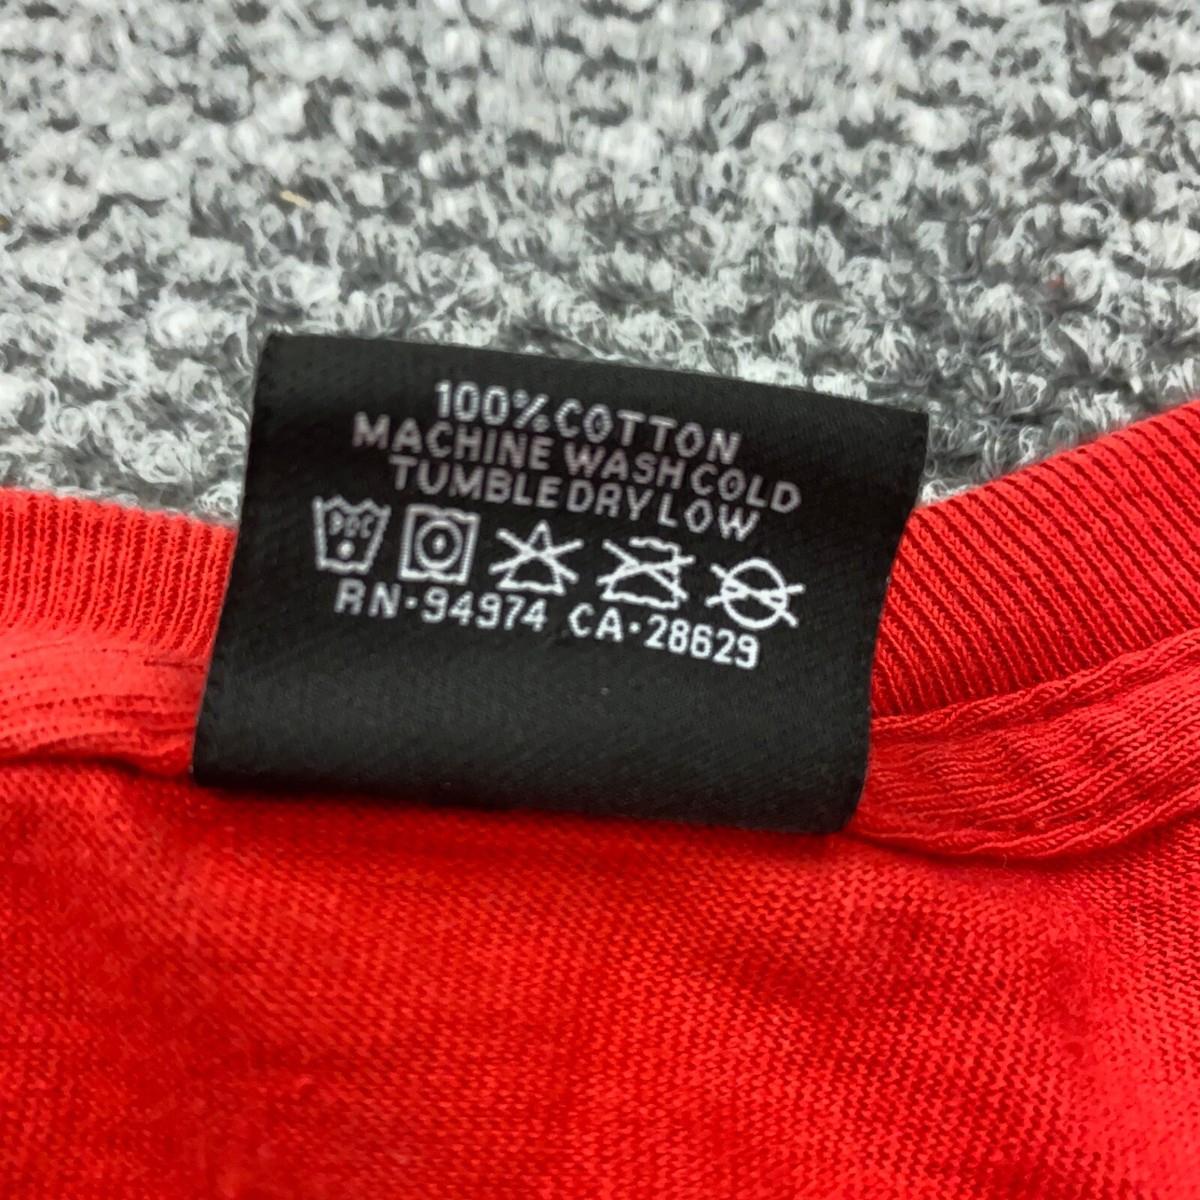 100% COTTON
MACHINE WASH COLD
TUMBLE DRY LOW
RN·94974 CA·28629